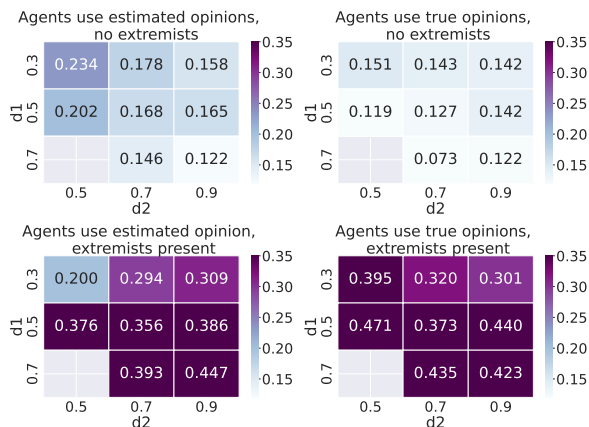 Agents use estimated opinions,
no extremists
Agents use true opinions,
no extremists
0.3 0.234 0.178 0.158 0.35
0.30
d1 0.5 0.202 0.168 0.165 0.25
0.20
0.7 0.146 0.122 0.15
0.5 0.7 0.9
d2
0.3 0.151 0.143 0.142 0.35
0.30
d1 0.5 0.119 0.127 0.142 0.25
0.20
0.7 0.073 0.122 0.15
0.5 0.7 0.9
d2
Agents use estimated opinion,
extremists present
Agents use true opinions,
extremists present
0.3 0.200 0.294 0.309 0.35
0.30
d1 0.5 0.376 0.356 0.386 0.25
0.20
0.7 0.393 0.447 0.15
0.5 0.7 0.9
d2
0.3 0.395 0.320 0.301 0.35
0.30
d1 0.5 0.471 0.373 0.440 0.25
0.20
0.7 0.435 0.423 0.15
0.5 0.7 0.9
d2